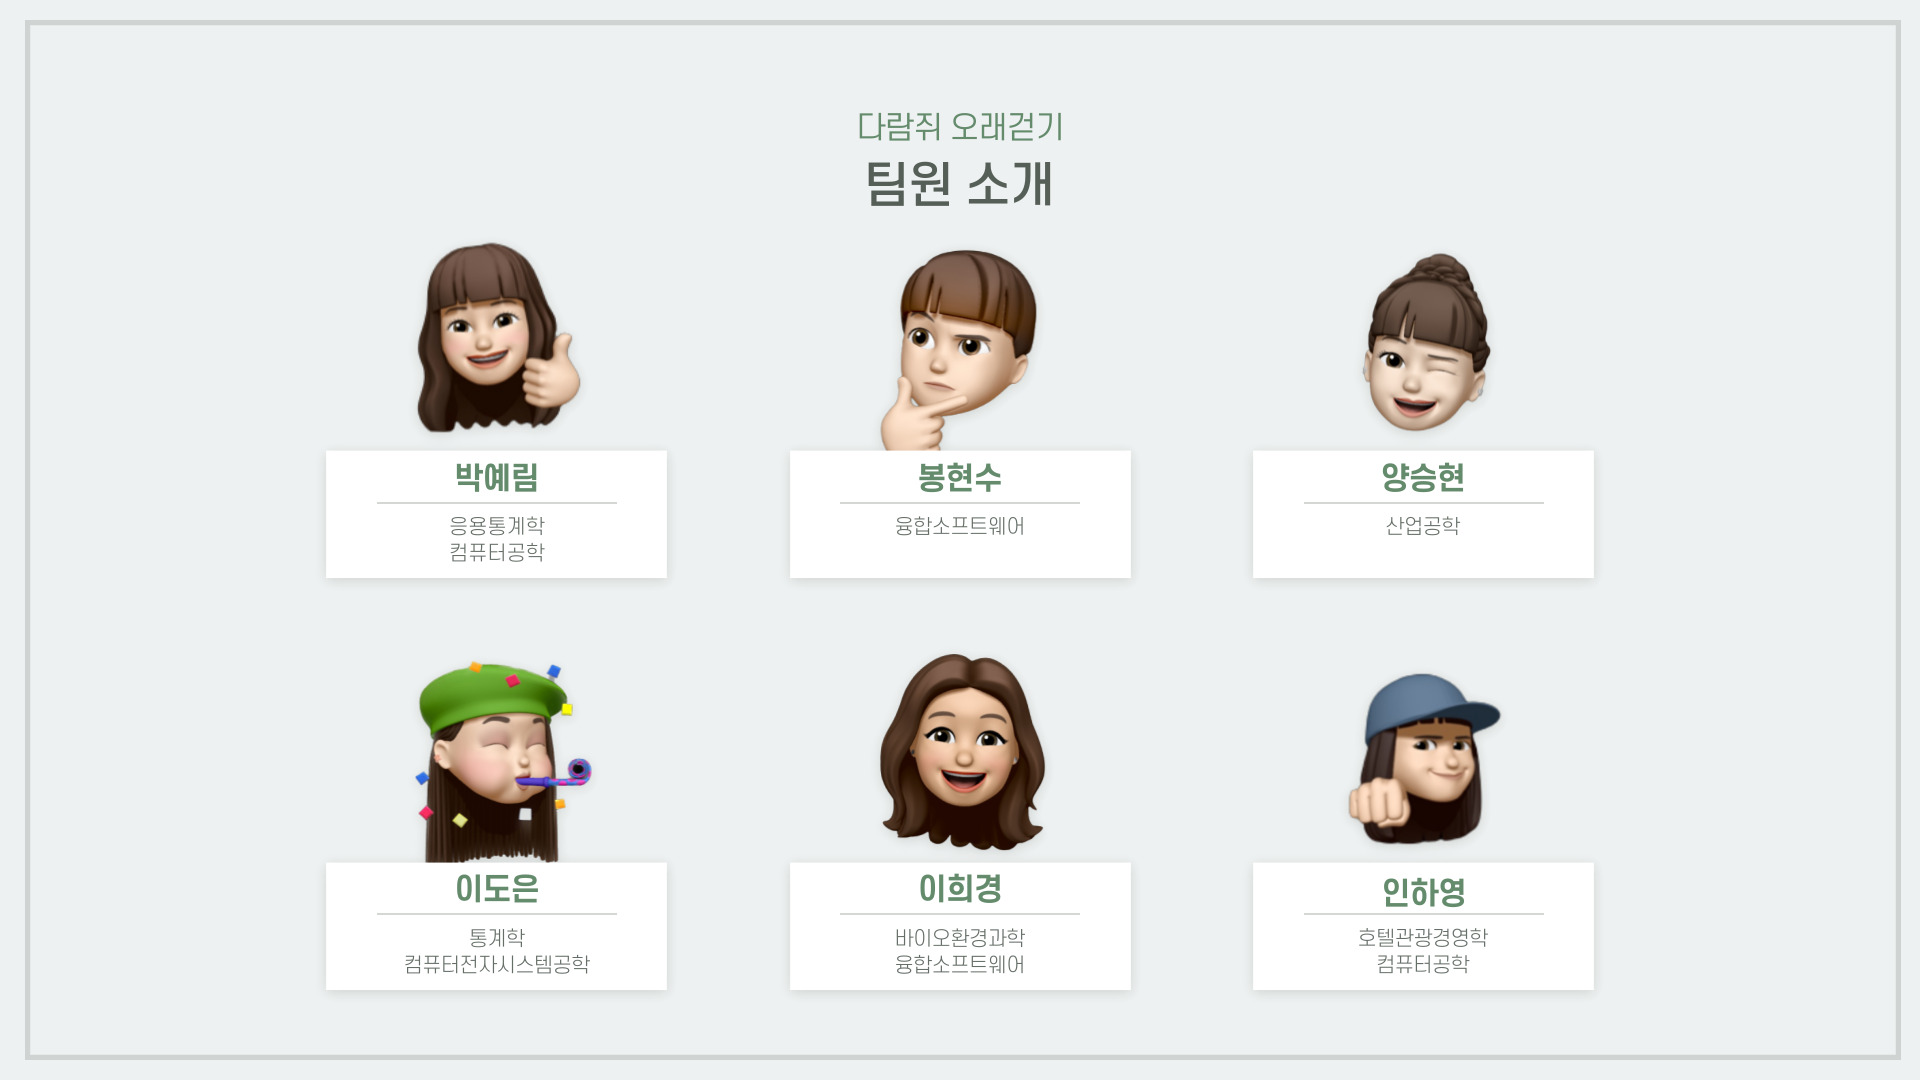 다람쥐 오래걷기
팀원 소개
박예림
응용통계학
컴퓨터공학
봉현수
융합소프트웨어
양승현
산업공학
이도은
통계학
컴퓨터전자시스템공학
이희경
바이오환경과학
융합소프트웨어
인하영
호텔관광경영학
컴퓨터공학